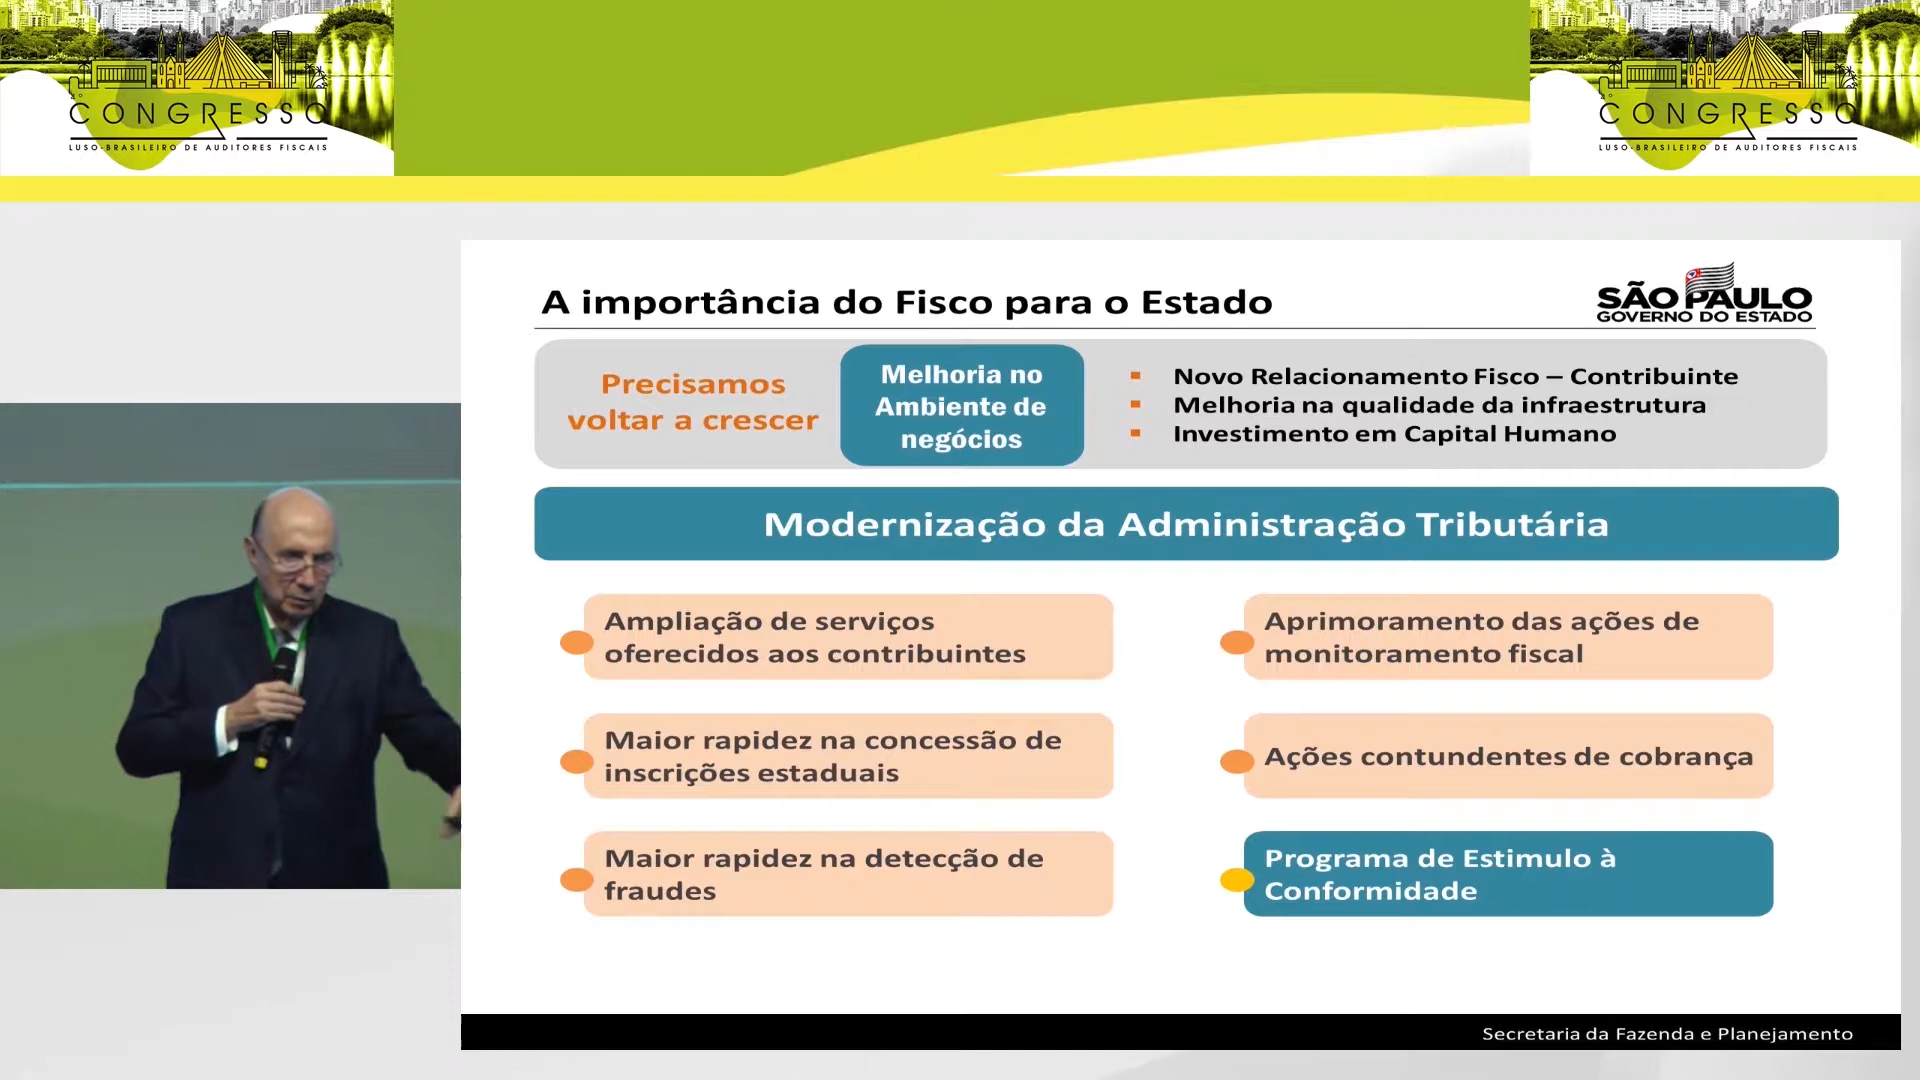 CONGRESSO
LUSO-BRASILEIRO DE AUDITORES FISCAIS
CONGRESSO
LUSO-BRASILEIRO DE AUDITORES FISCAIS
A importância do Fisco para o Estado
SÃO PAULO
GOVERNO DO ESTADO
Precisamos
voltar a crescer
Melhoria no
Ambiente de
negócios
Novo Relacionamento Fisco – Contribuinte
Melhoria na qualidade da infraestrutura
Investimento em Capital Humano
Modernização da Administração Tributária
Ampliação de serviços
oferecidos aos contribuintes
Aprimoramento das ações de
monitoramento fiscal
Maior rapidez na concessão de
inscrições estaduais
Ações contundentes de cobrança
Maior rapidez na detecção de
fraudes
Programa de Estimulo à
Conformidade
Secretaria da Fazenda e Planejamento